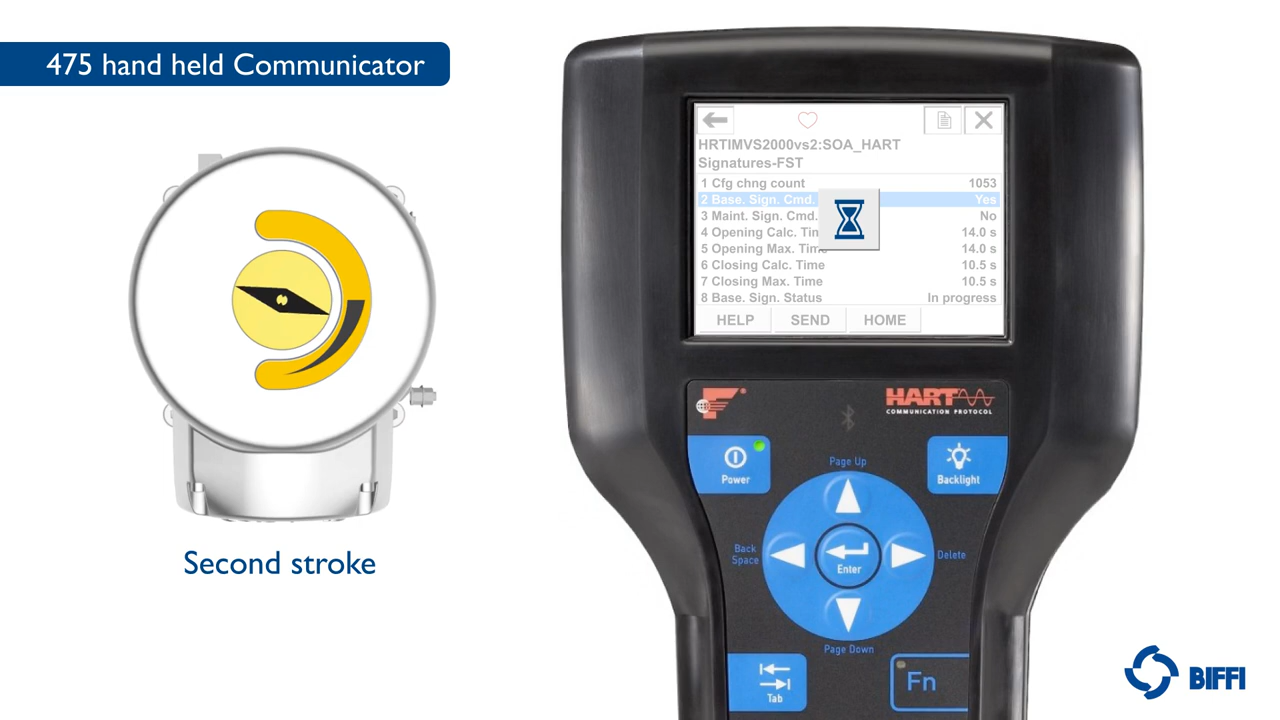 475 hand held Communicator
HRTIMVS2000vs2:SOA_HART
Signatures-FST
1 Cfg chng count 1053
2 Base. Sign. Cmd. Yes
3 Maint. Sign. Cmd. No
4 Opening Calc. Tim 14.0 s
5 Opening Max. Time 14.0 s
6 Closing Calc. Time 10.5 s
7 Closing Max. Time 10.5 s
8 Base. Sign. Status In progress
HELP SEND HOME
HART
COMMUNICATION PROTOCOL
Power
Page Up
Backlight
Back
Space
Enter
Delete
Page Down
Tab
Fn
Second stroke
BIFFI